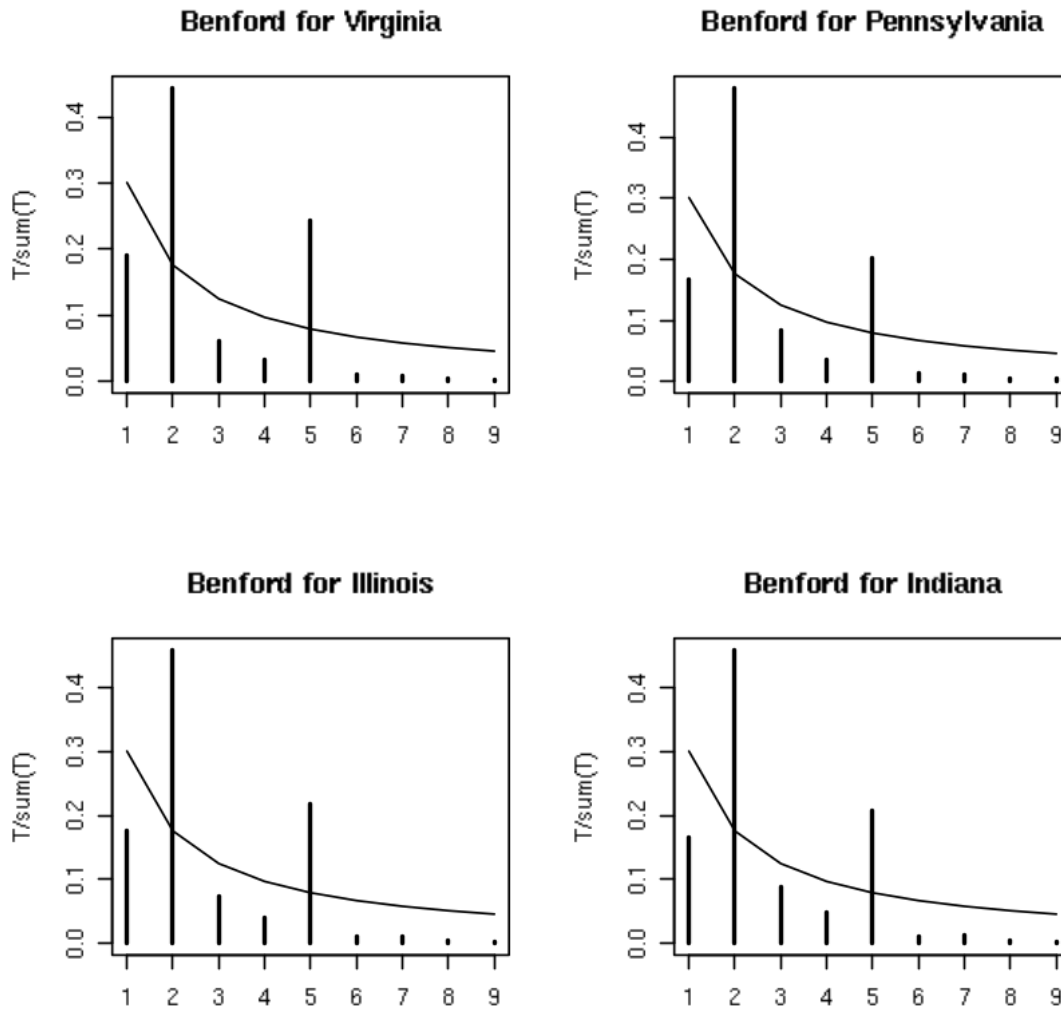 Benford for Virginia
T/sum(T)
0.4
0.3
0.2
0.1
0.0
1 2 3 4 5 6 7 8 9
Benford for Pennsylvania
T/sum(T)
0.4
0.3
0.2
0.1
0.0
1 2 3 4 5 6 7 8 9
Benford for Illinois
T/sum(T)
0.4
0.3
0.2
0.1
0.0
1 2 3 4 5 6 7 8 9
Benford for Indiana
T/sum(T)
0.4
0.3
0.2
0.1
0.0
1 2 3 4 5 6 7 8 9